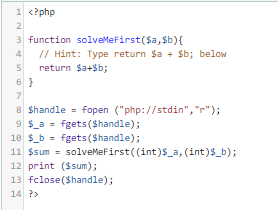 1 <?php
2
3 function solveMeFirst($a,$b){
4 // Hint: Type return $a + $b; below
5 return $a+$b;
6 }
7
8 $handle = fopen ("php://stdin","r");
9 $_a = fgets($handle);
10 $_b = fgets($handle);
11 $sum = solveMeFirst((int)$_a,(int)$_b);
12 print ($sum);
13 fclose($handle);
14 ?>